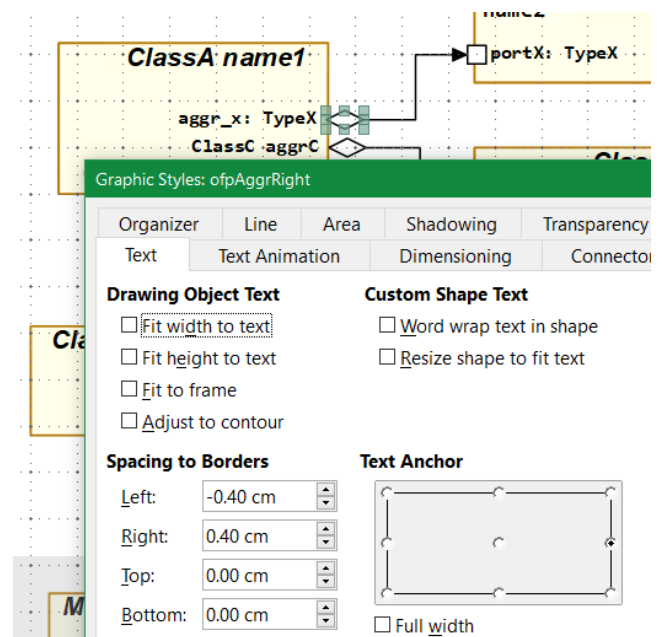 name2
ClassA name1
portX: TypeX
aggr_x: TypeX
ClassC aggrC
Graphic Styles: ofpAggrRight
Organizer Line Area Shadowing Transparency
Text Text Animation Dimensioning Connector
Drawing Object Text Custom Shape Text
Fit width to text Word wrap text in shape
Fit height to text Resize shape to fit text
Fit to frame
Adjust to contour
Spacing to Borders Text Anchor
Left: -0.40 cm
Right: 0.40 cm
Top: 0.00 cm
Bottom: 0.00 cm
Full width
M